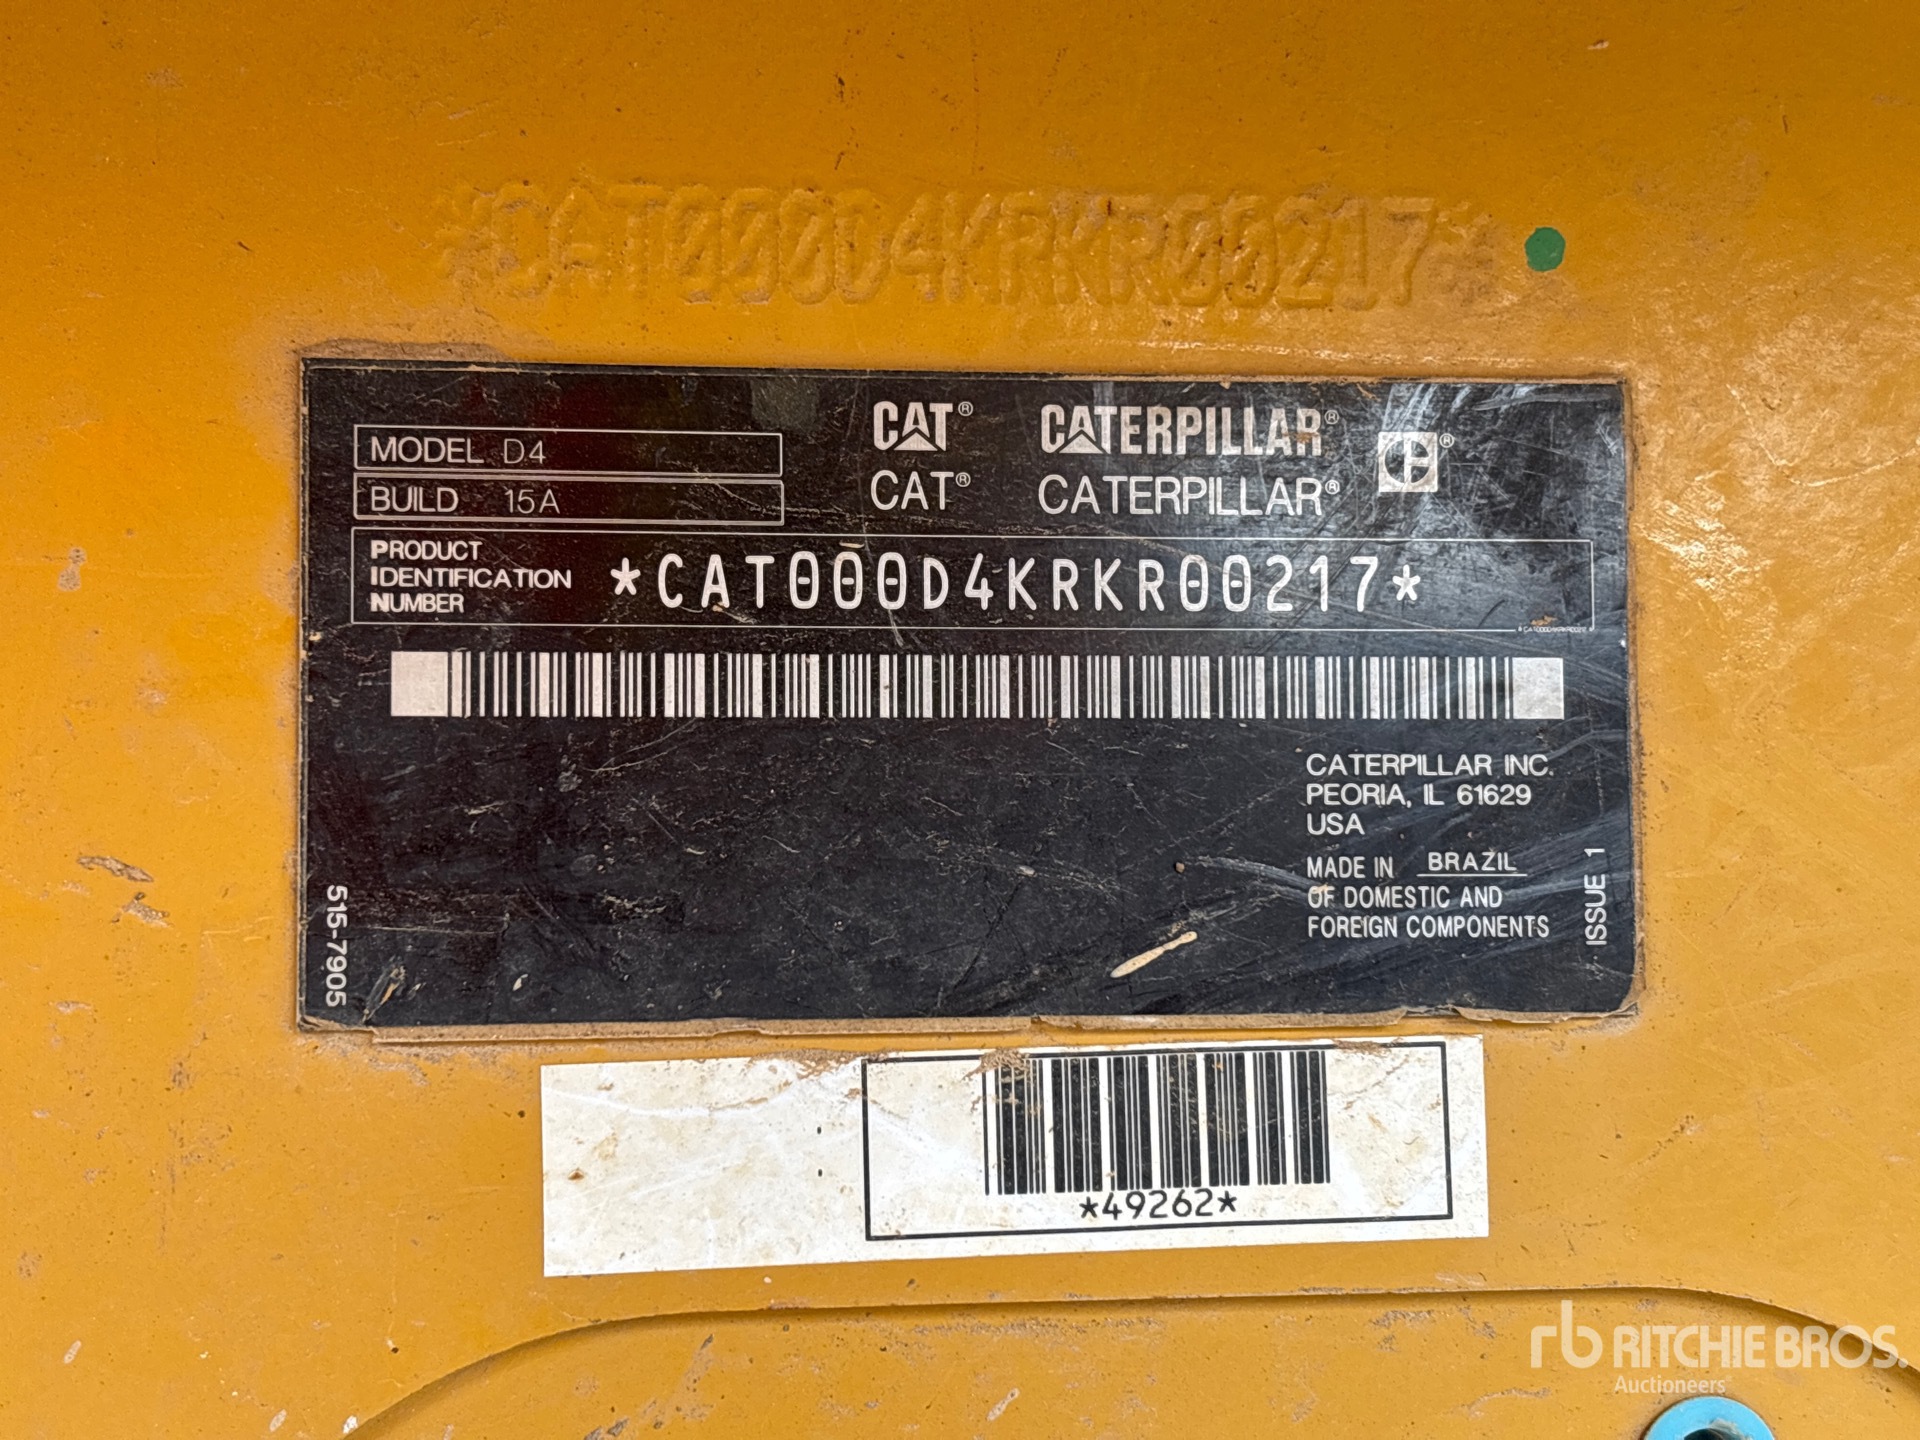 *CAT000D4KRKR00217*
MODEL D4
BUILD 15A
CAT® CATERPILLAR®
CAT® CATERPILLAR®
PRODUCT
IDENTIFICATION
NUMBER
*CAT000D4KRKR00217*
CATERPILLAR INC.
PEORIA, IL 61629
USA
MADE IN BRAZIL
OF DOMESTIC AND
FOREIGN COMPONENTS
515-7905
ISSUE 1
*49262*
rb RITCHIE BROS.
Auctioneers